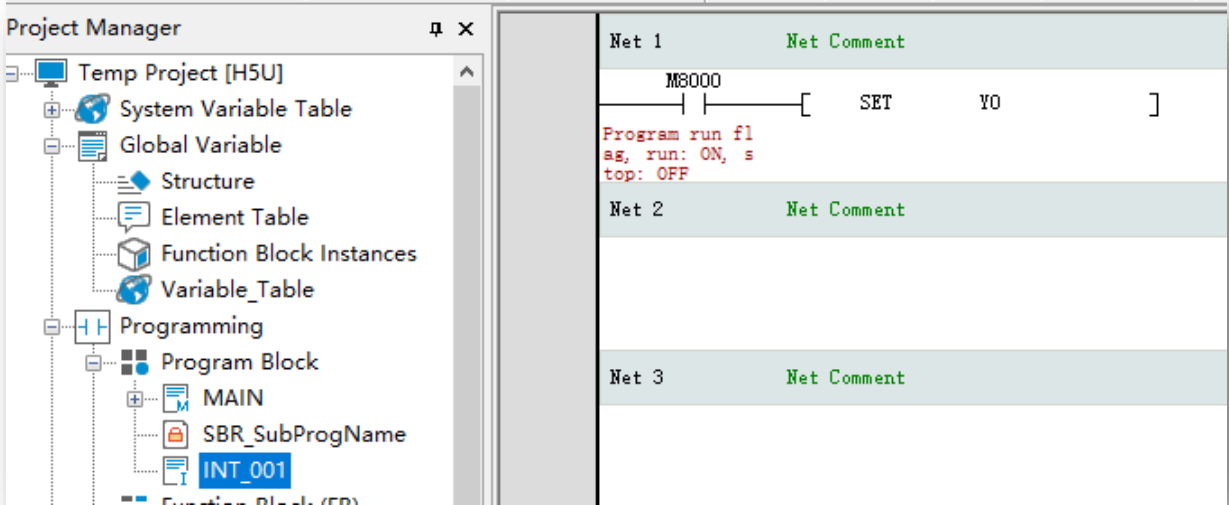 Project Manager
Temp Project [H5U]
System Variable Table
Global Variable
Structure
Element Table
Function Block Instances
Variable_Table
Programming
Program Block
MAIN
SBR_SubProgName
INT_001
Function Block (FB)
Net 1 Net Comment
M8000
[ SET Y0 ]
Program run fl
ag, run: ON, s
top: OFF
Net 2 Net Comment
Net 3 Net Comment